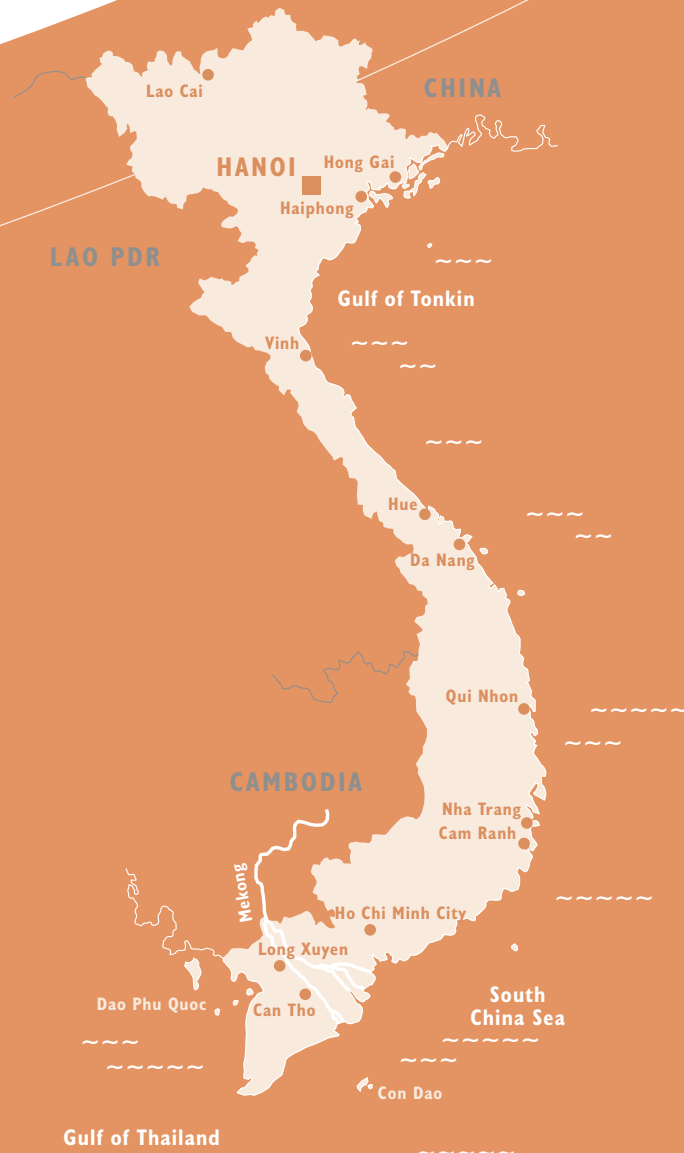 CHINA
Lao Cai
HANOI
Hong Gai
Haiphong
LAO PDR
Gulf of Tonkin
Vinh
Hue
Da Nang
Qui Nhon
CAMBODIA
Nha Trang
Cam Ranh
Mekong
Ho Chi Minh City
Long Xuyen
South
China Sea
Dao Phu Quoc
Can Tho
Con Dao
Gulf of Thailand